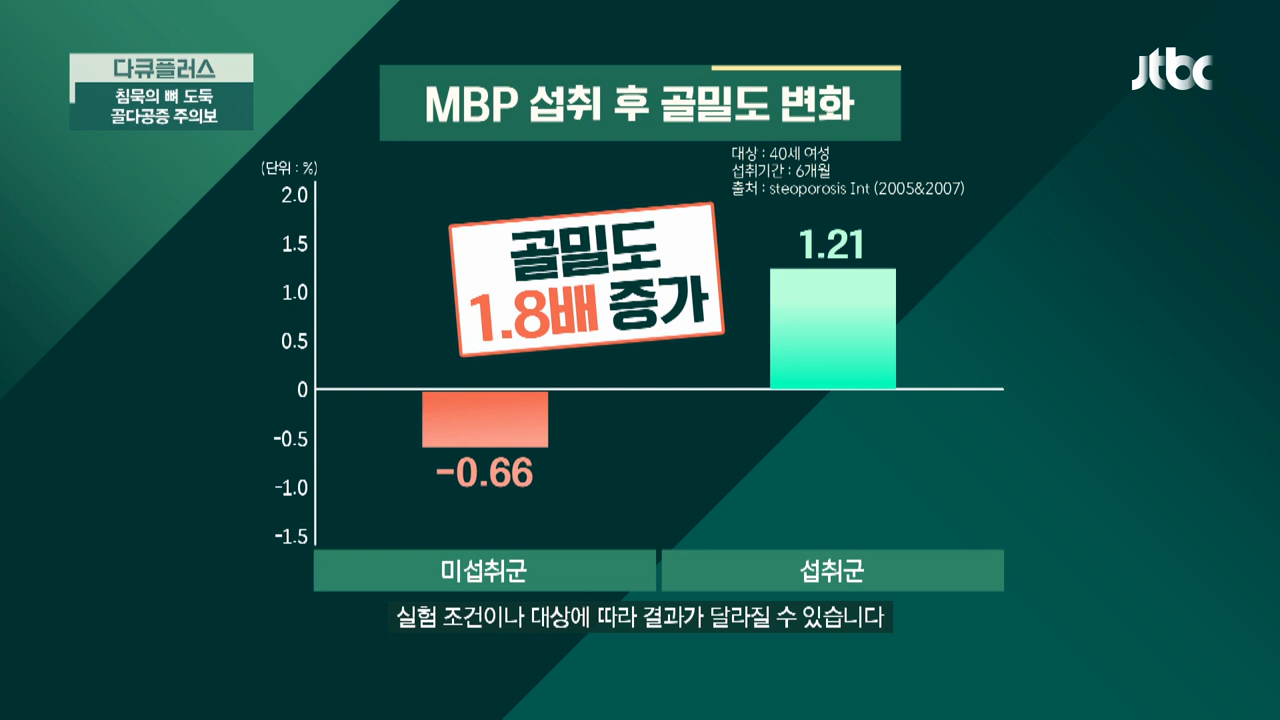 다큐플러스
침묵의 뼈 도둑
골다공증 주의보
jtbc
MBP 섭취 후 골밀도 변화
(단위 : %)
대상 : 40세 여성
섭취기간 : 6개월
출처 : steoporosis Int (2005&2007)
2.0
1.5
1.0
0.5
0
-0.5
-1.0
-1.5
골밀도
1.8배 증가
1.21
-0.66
미섭취군
섭취군
실험 조건이나 대상에 따라 결과가 달라질 수 있습니다